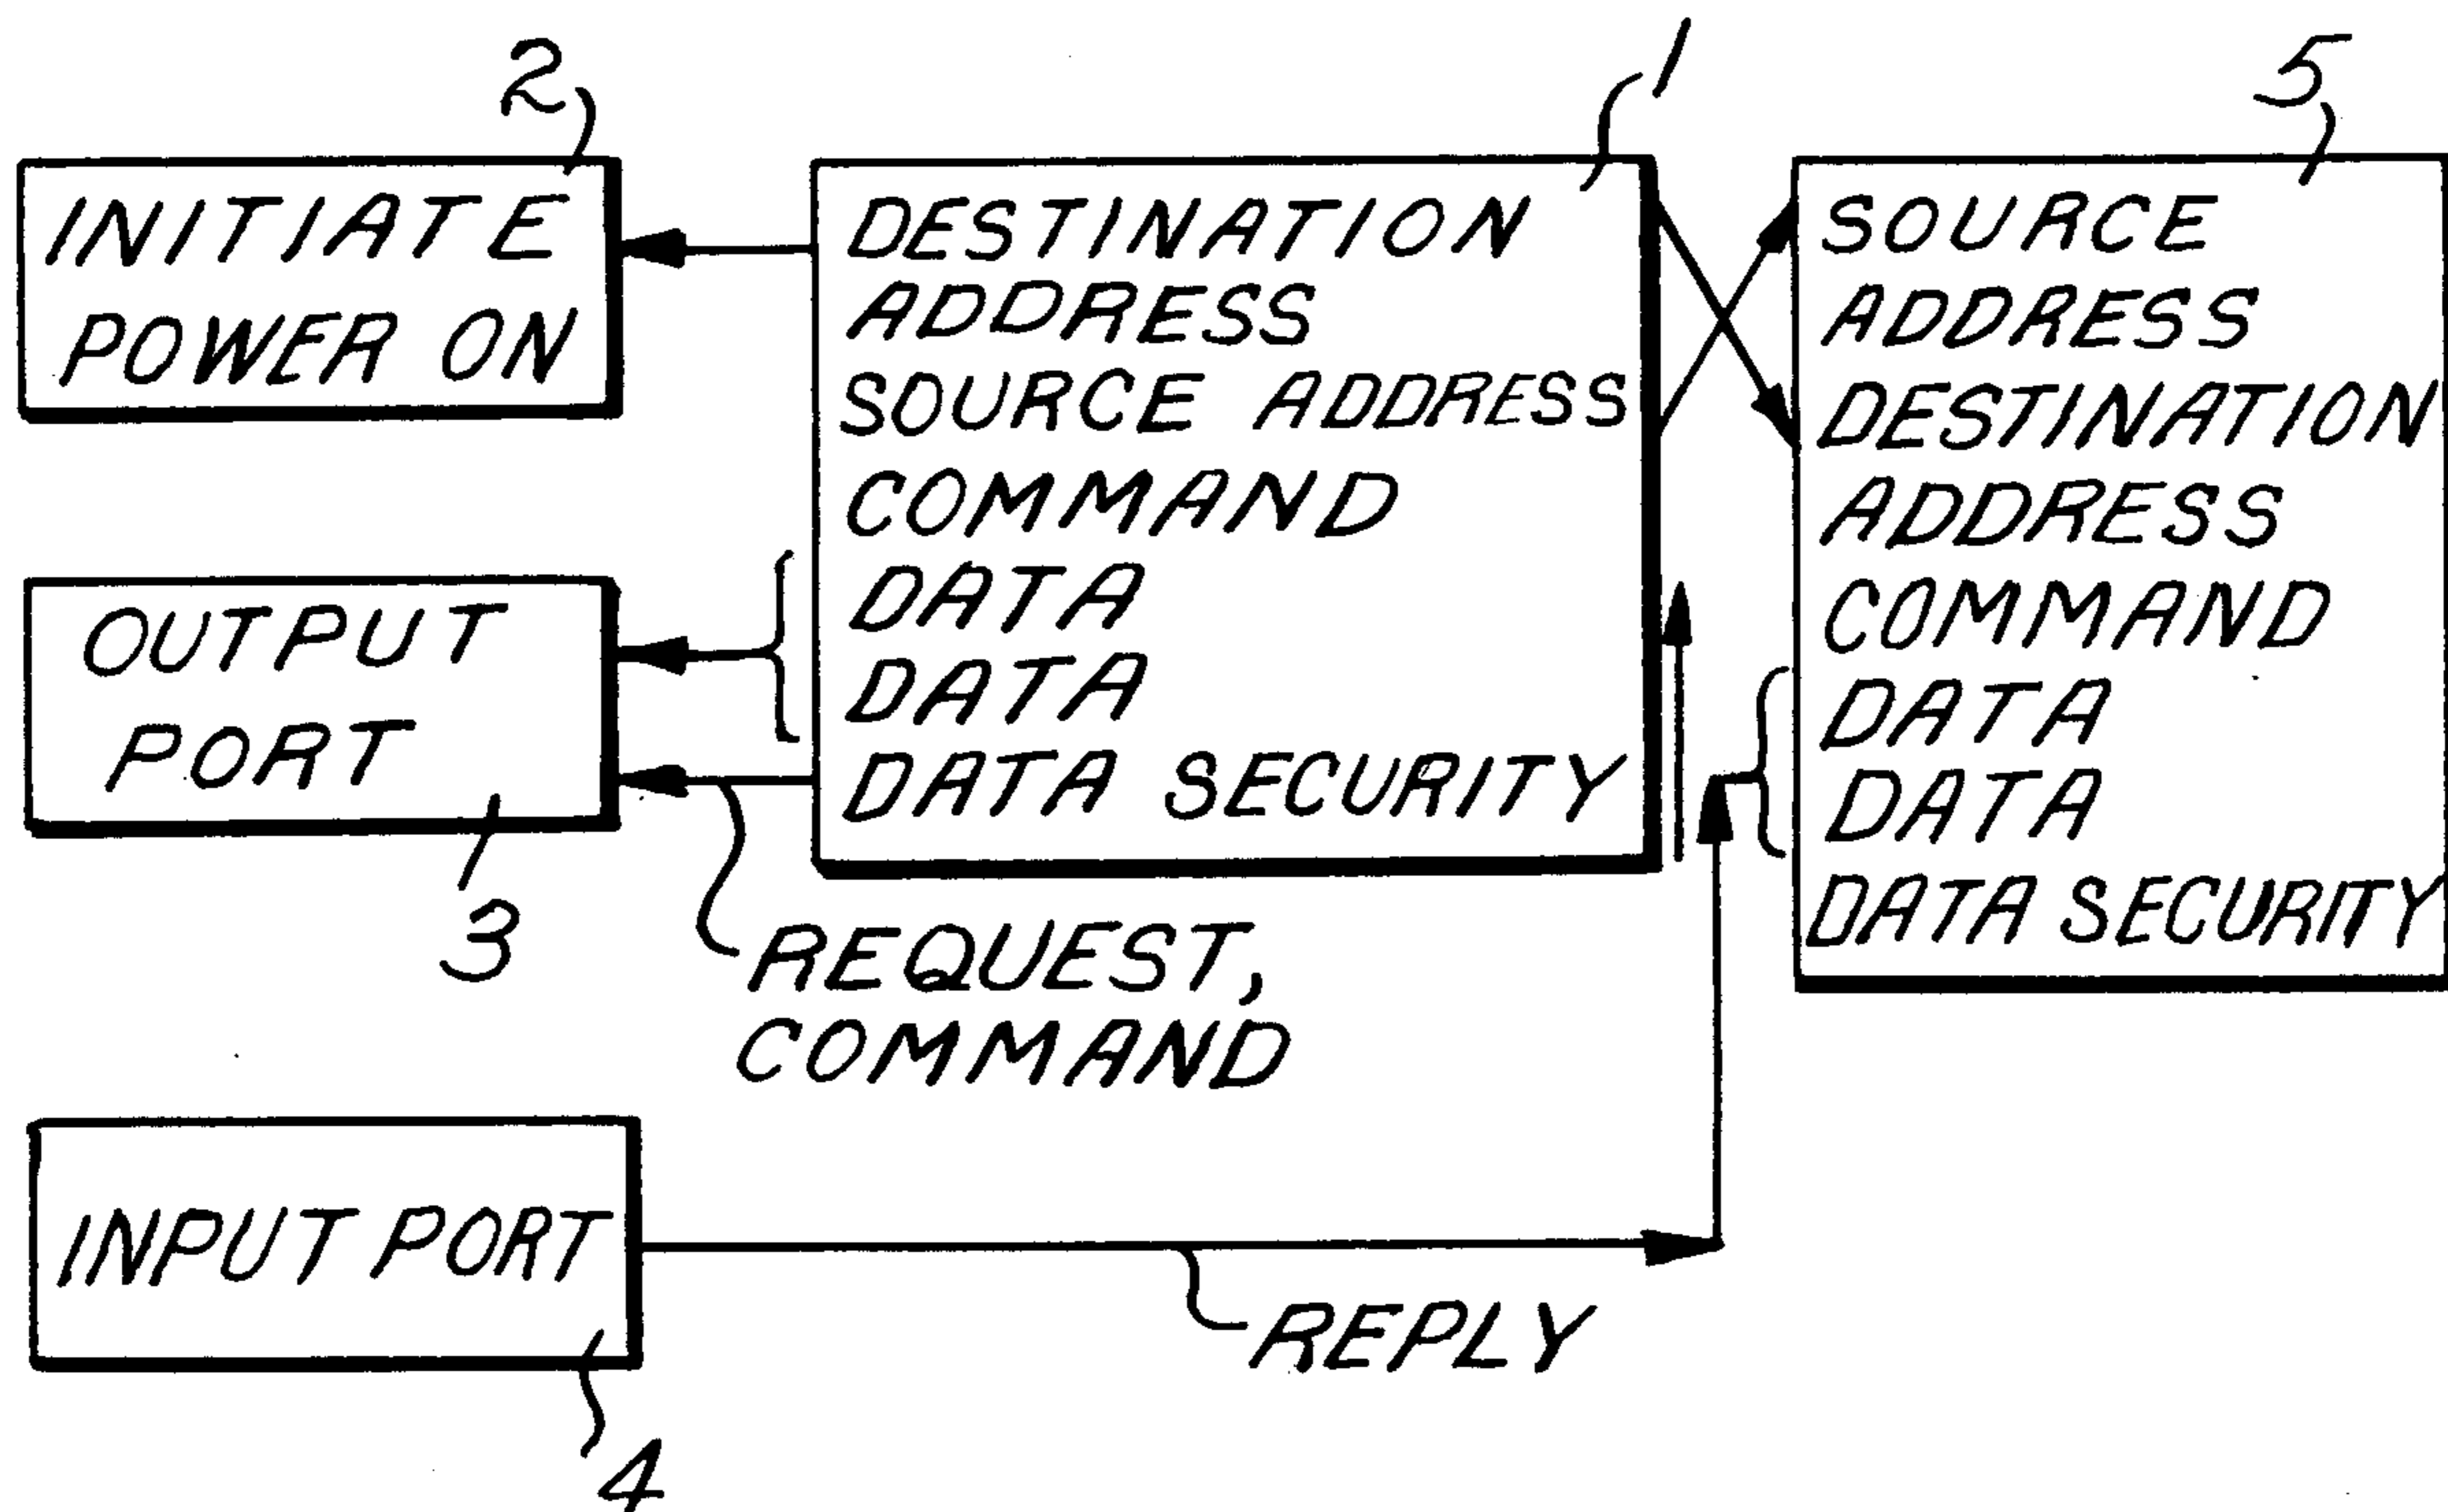 2
1
5
INITIATE
POWER ON
DESTINATION
ADDRESS
SOURCE ADDRESS
COMMAND
DATA
DATA
DATA SECURITY
SOURCE
ADDRESS
DESTINATION
ADDRESS
COMMAND
DATA
DATA
DATA SECURITY
OUTPUT
PORT
3
REQUEST,
COMMAND
INPUT PORT
REPLY
4